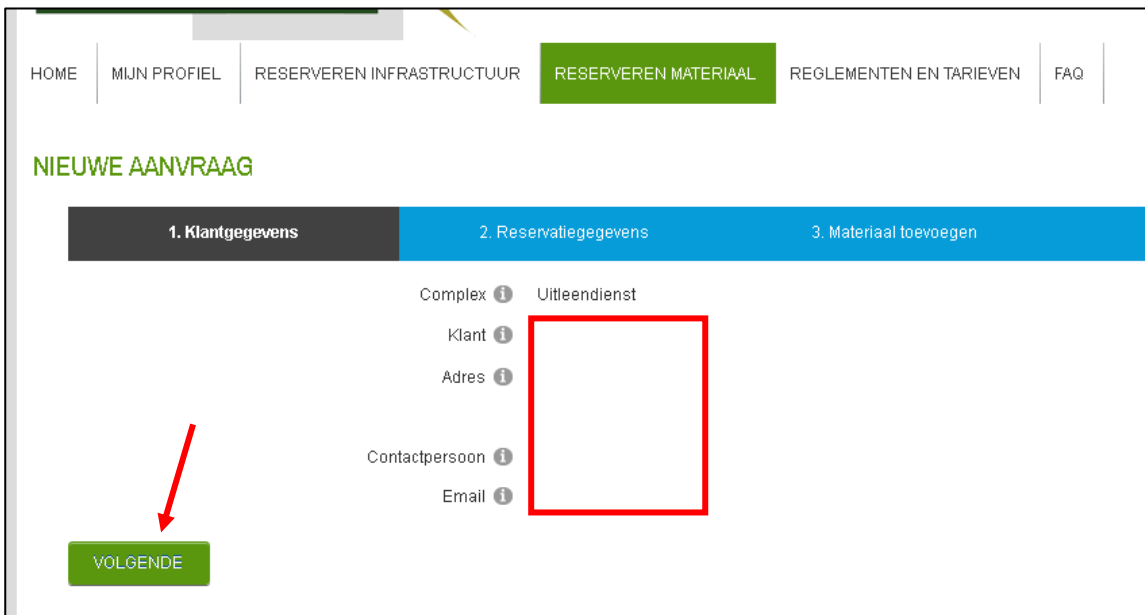 HOME MIJN PROFIEL RESERVEREN INFRASTRUCTUUR RESERVEREN MATERIAAL REGLEMENTEN EN TARIEVEN FAQ
NIEUWE AANVRAAG
1. Klantgegevens 2. Reservatiegegevens 3. Materiaal toevoegen
Complex Uitleendienst
Klant
Adres
Contactpersoon
Email
VOLGENDE